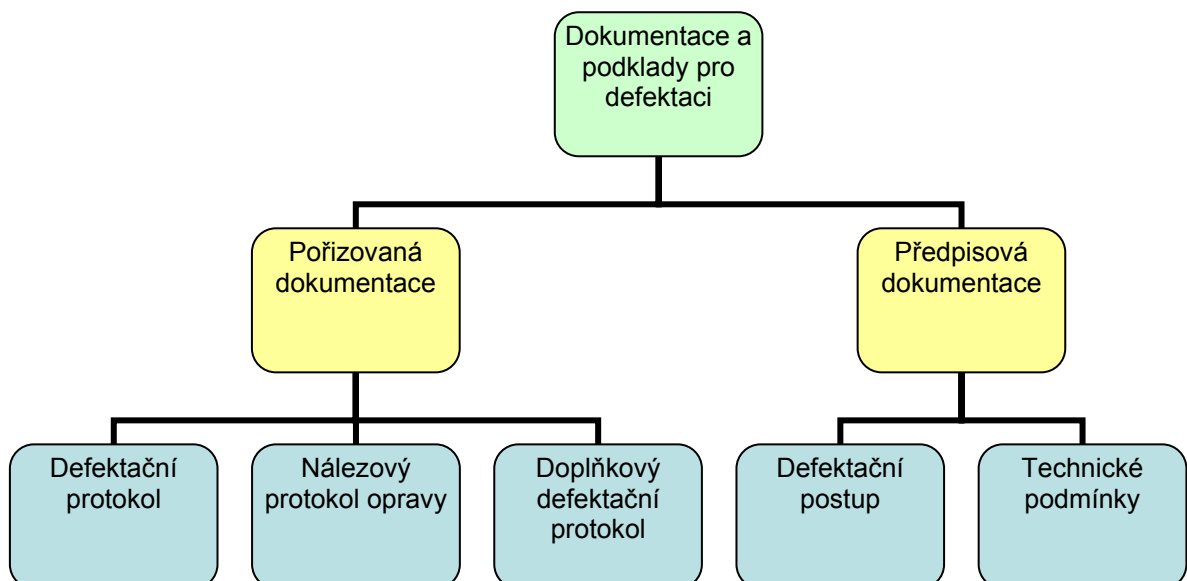 Dokumentace a
podklady pro
defektaci
Pořizovaná
dokumentace
Předpisová
dokumentace
Defektační
protokol
Nálezový
protokol opravy
Doplňkový
defektační
protokol
Defektační
postup
Technické
podmínky